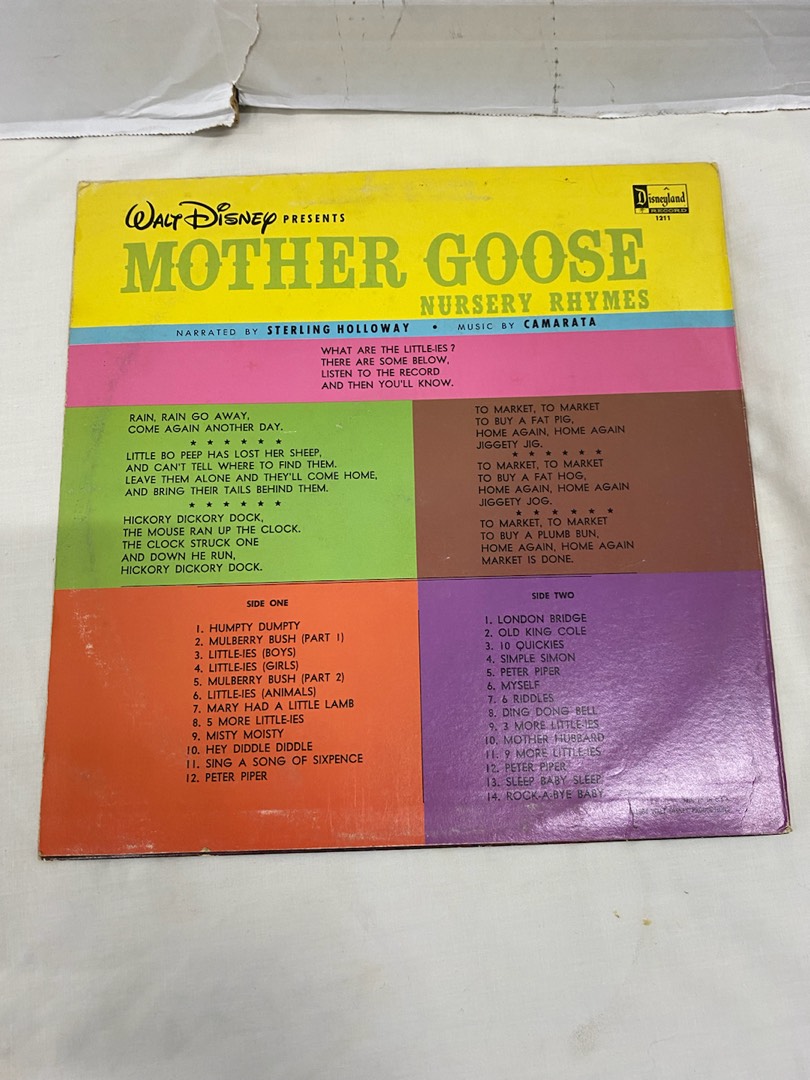 WALT DISNEY PRESENTS
Disneyland
RECORD
1211
MOTHER GOOSE
NURSERY RHYMES
NARRATED BY STERLING HOLLOWAY • MUSIC BY CAMARATA
WHAT ARE THE LITTLE-IES?
THERE ARE SOME BELOW,
LISTEN TO THE RECORD
AND THEN YOU'LL KNOW.
RAIN, RAIN GO AWAY,
COME AGAIN ANOTHER DAY.
★ ★ ★ ★ ★ ★
LITTLE BO PEEP HAS LOST HER SHEEP,
AND CAN'T TELL WHERE TO FIND THEM.
LEAVE THEM ALONE AND THEY'LL COME HOME,
AND BRING THEIR TAILS BEHIND THEM.
★ ★ ★ ★ ★ ★
HICKORY DICKORY DOCK,
THE MOUSE RAN UP THE CLOCK.
THE CLOCK STRUCK ONE
AND DOWN HE RUN,
HICKORY DICKORY DOCK.
TO MARKET, TO MARKET
TO BUY A FAT PIG,
HOME AGAIN, HOME AGAIN
JIGGETY JIG.
★ ★ ★ ★ ★ ★
TO MARKET, TO MARKET
TO BUY A FAT HOG,
HOME AGAIN, HOME AGAIN
JIGGETY JOG.
★ ★ ★ ★ ★ ★
TO MARKET, TO MARKET
TO BUY A PLUMB BUN,
HOME AGAIN, HOME AGAIN
MARKET IS DONE.
SIDE ONE
1. HUMPTY DUMPTY
2. MULBERRY BUSH (PART 1)
3. LITTLE-IES (BOYS)
4. LITTLE-IES (GIRLS)
5. MULBERRY BUSH (PART 2)
6. LITTLE-IES (ANIMALS)
7. MARY HAD A LITTLE LAMB
8. 5 MORE LITTLE-IES
9. MISTY MOISTY
10. HEY DIDDLE DIDDLE
11. SING A SONG OF SIXPENCE
12. PETER PIPER
SIDE TWO
1. LONDON BRIDGE
2. OLD KING COLE
3. 10 QUICKIES
4. SIMPLE SIMON
5. PETER PIPER
6. MYSELF
7. 6 RIDDLES
8. DING DONG BELL
9. 3 MORE LITTLE-IES
10. MOTHER HUBBARD
11. 9 MORE LITTLE-IES
12. PETER PIPER
13. SLEEP BABY SLEEP
14. ROCK-A-BYE BABY